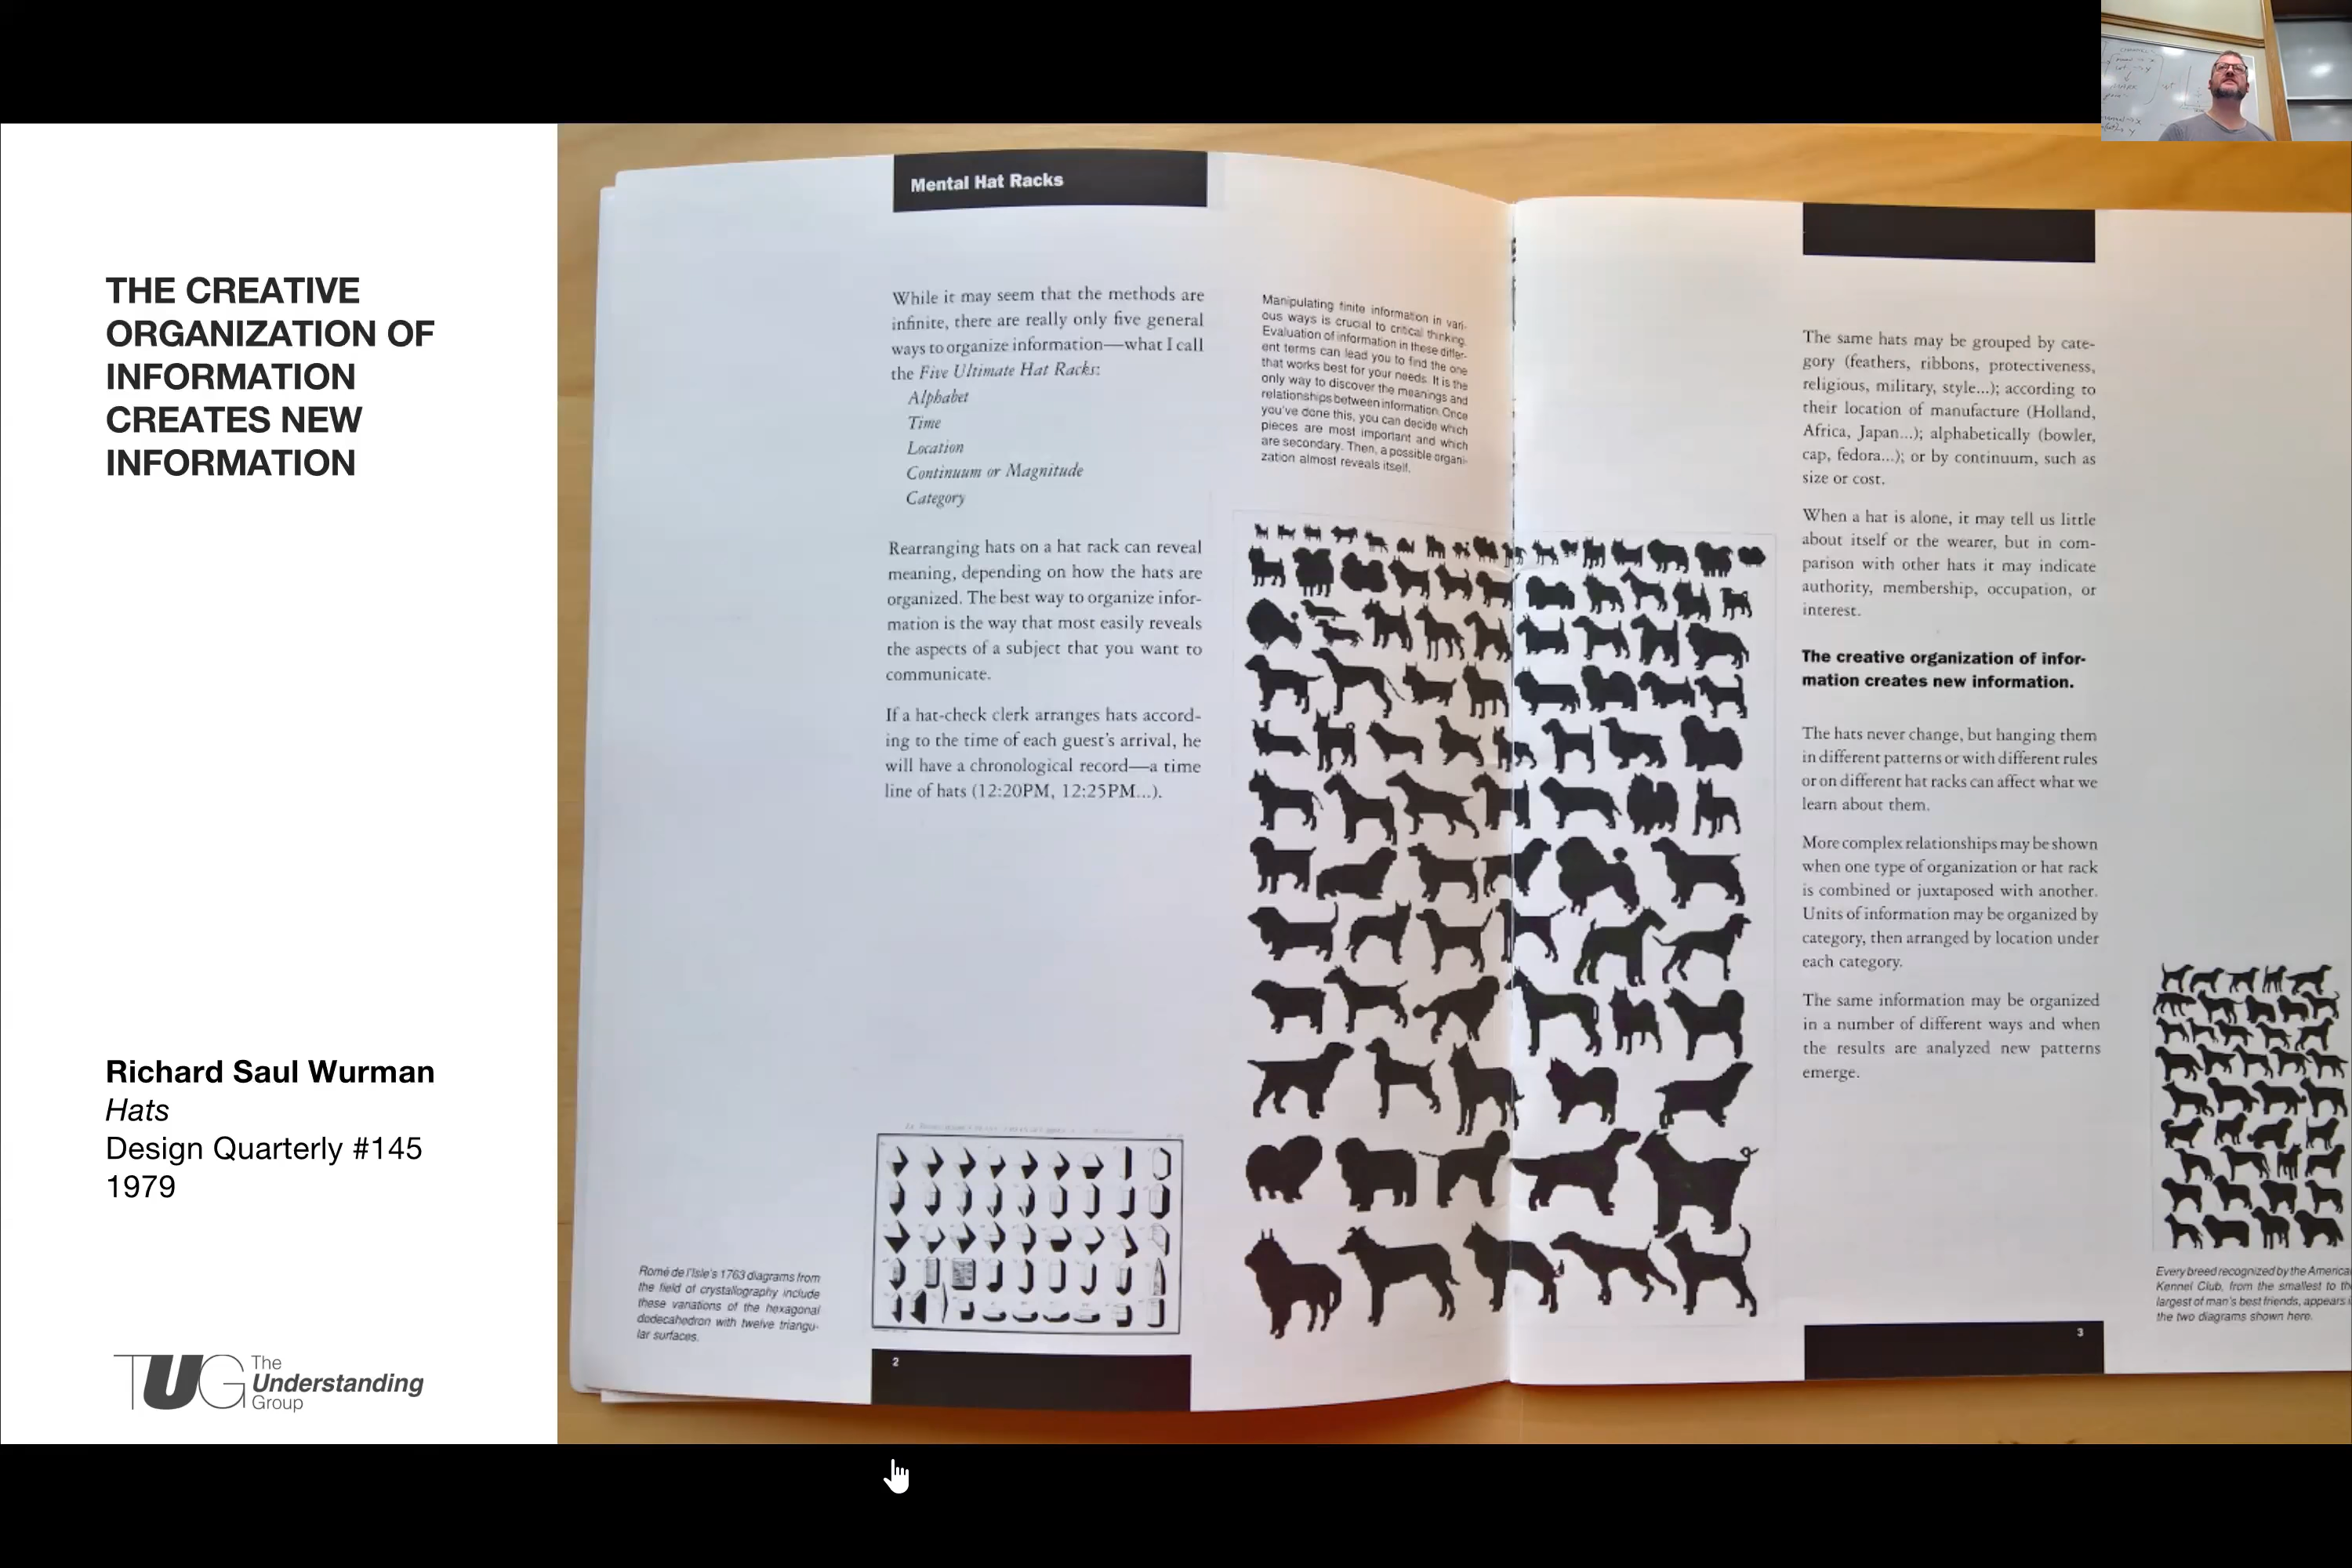 THE CREATIVE
ORGANIZATION OF
INFORMATION
CREATES NEW
INFORMATION
Richard Saul Wurman
Hats
Design Quarterly #145
1979
TUG The
Understanding
Group
Mental Hat Racks
While it may seem that the methods are
infinite, there are really only five general
ways to organize information—what I call
the Five Ultimate Hat Racks:
Alphabet
Time
Location
Continuum or Magnitude
Category
Rearranging hats on a hat rack can reveal
meaning, depending on how the hats are
organized. The best way to organize infor-
mation is the way that most easily reveals
the aspects of a subject that you want to
communicate.
If a hat-check clerk arranges hats accord-
ing to the time of each guest's arrival, he
will have a chronological record—a time
line of hats (12:20PM, 12:25PM...).
Romé de l'Isle's 1763 diagrams from
the field of crystallography include
these variations of the hexagonal
dodecahedron with twelve triangu-
lar surfaces.
2
Manipulating finite information in vari-
ous ways is crucial to critical thinking.
Evaluation of information in these differ-
ent terms can lead you to find the one
that works best for your needs. It is the
only way to discover the meanings and
relationships between information. Once
you've done this, you can decide which
pieces are most important and which
are secondary. Then, a possible organi-
zation almost reveals itself.
The same hats may be grouped by cate-
gory (feathers, ribbons, protectiveness,
religious, military, style...); according to
their location of manufacture (Holland,
Africa, Japan...); alphabetically (bowler,
cap, fedora...); or by continuum, such as
size or cost.
When a hat is alone, it may tell us little
about itself or the wearer, but in com-
parison with other hats it may indicate
authority, membership, occupation, or
interest.
The creative organization of infor-
mation creates new information.
The hats never change, but hanging them
in different patterns or with different rules
or on different hat racks can affect what we
learn about them.
More complex relationships may be shown
when one type of organization or hat rack
is combined or juxtaposed with another.
Units of information may be organized by
category, then arranged by location under
each category.
The same information may be organized
in a number of different ways and when
the results are analyzed new patterns
emerge.
3
Every breed recognized by the America
Kennel Club, from the smallest to th
largest of man's best friends, appears i
the two diagrams shown here.